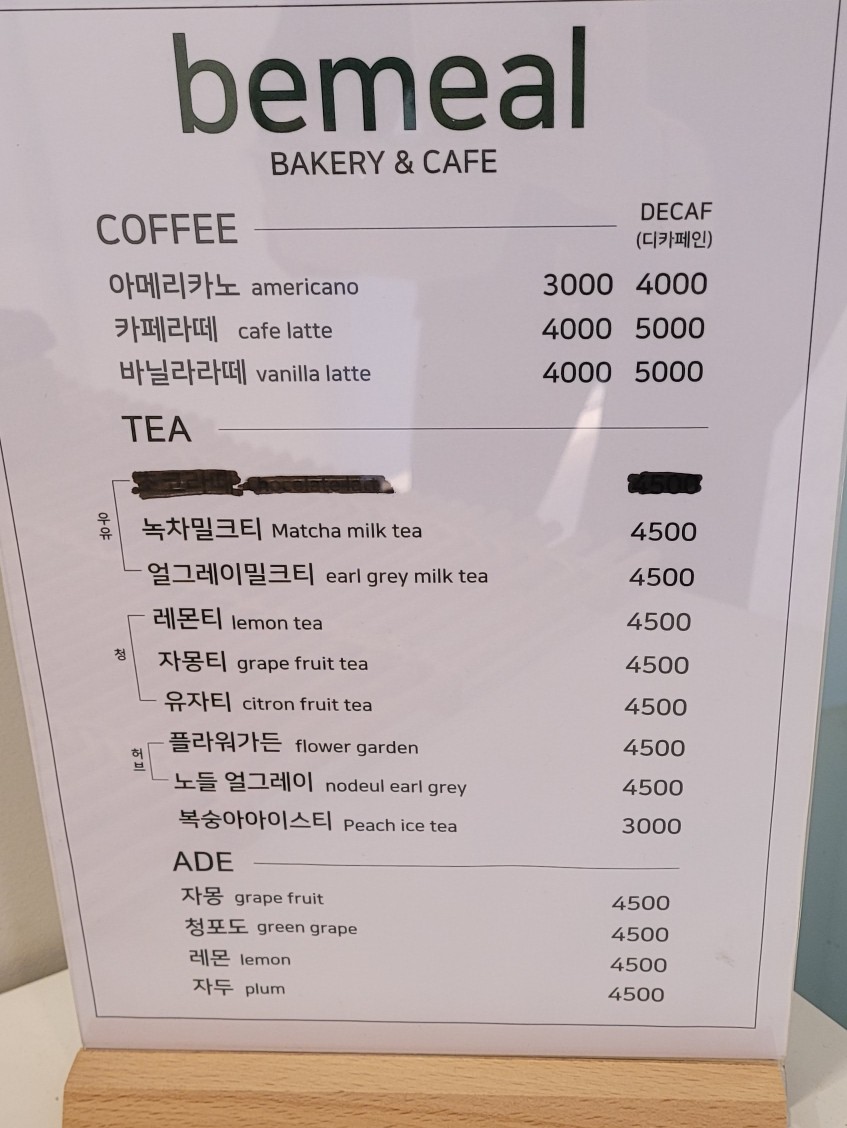 bemeal
BAKERY & CAFE
COFFEE DECAF
(디카페인)
아메리카노 americano 3000 4000
카페라떼 cafe latte 4000 5000
바닐라라떼 vanilla latte 4000 5000
TEA
우유
녹차밀크티 Matcha milk tea 4500
얼그레이밀크티 earl grey milk tea 4500
레몬티 lemon tea 4500
청
자몽티 grape fruit tea 4500
유자티 citron fruit tea 4500
허브
플라워가든 flower garden 4500
노들 얼그레이 nodeul earl grey 4500
복숭아아이스티 Peach ice tea 3000
ADE
자몽 grape fruit 4500
청포도 green grape 4500
레몬 lemon 4500
자두 plum 4500